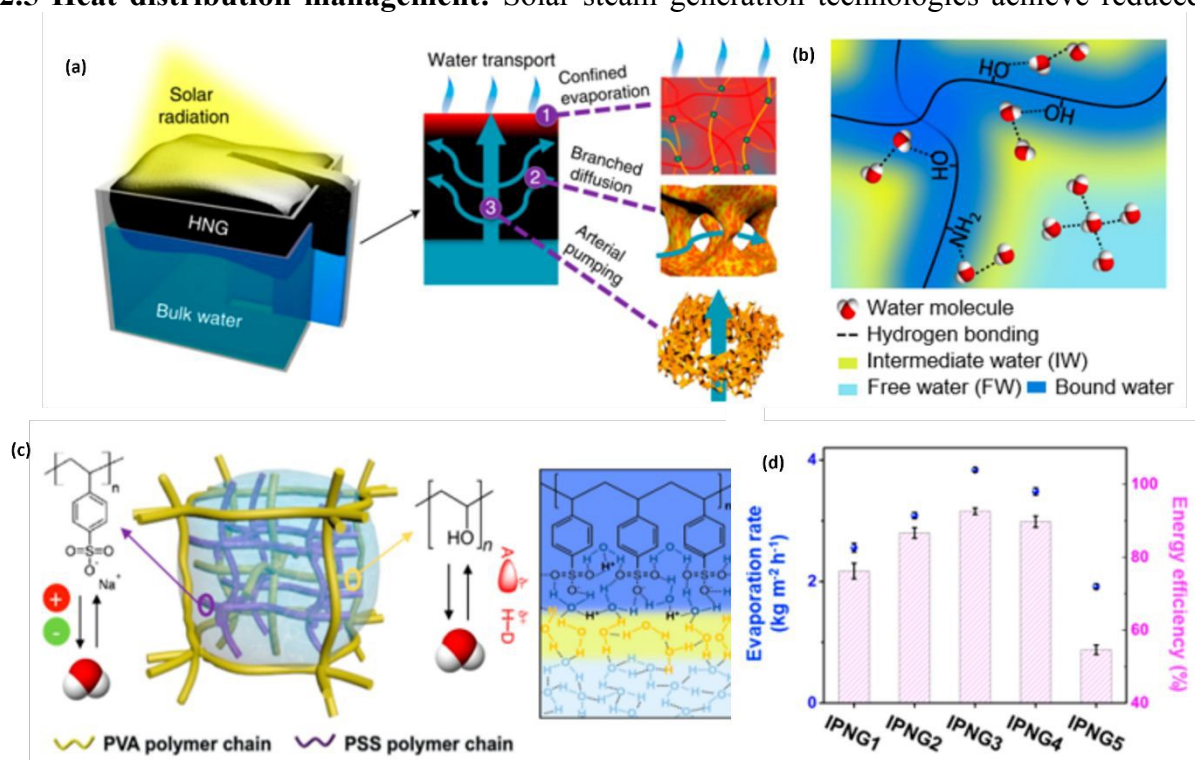 2.3 Heat distribution management: Solar steam generation technologies achieve reduced
(a)
Solar
radiation
HNG
Bulk water
Water transport
Confined
evaporation
1
Branched
diffusion
2
3
Arterial
pumping
(b)
HO
OH
OH
NH2
Water molecule
Hydrogen bonding
Intermediate water (IW)
Free water (FW) Bound water
(c)
n
O=S=O
O-
Na+
+
-
HO
n
A
H–D
PVA polymer chain PSS polymer chain
(d)
Evaporation rate
(kg m-2 h-1)
4
2
0
100
80
60
40
Energy efficiency (%)
IPNG1 IPNG2 IPNG3 IPNG4 IPNG5